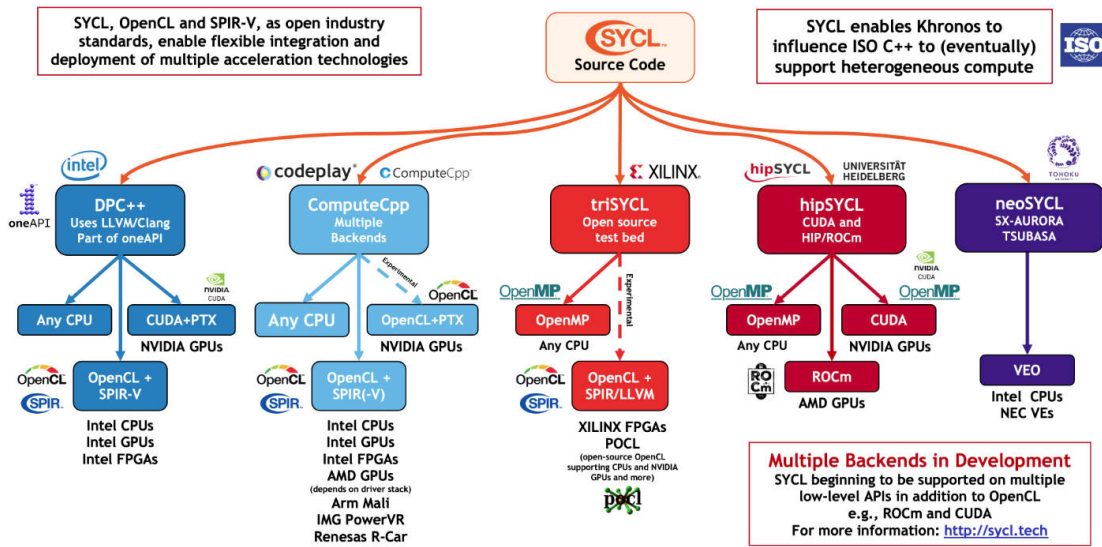 SYCL, OpenCL and SPIR-V, as open industry
standards, enable flexible integration and
deployment of multiple acceleration technologies
SYCL™
Source Code
SYCL enables Khronos to
influence ISO C++ to (eventually)
support heterogeneous compute
ISO
intel
oneAPI
DPC++
Uses LLVM/Clang
Part of oneAPI
NVIDIA
CUDA
Any CPU
CUDA+PTX
NVIDIA GPUs
OpenCL
SPIR™
OpenCL +
SPIR-V
Intel CPUs
Intel GPUs
Intel FPGAs
codeplay®
ComputeCpp™
ComputeCpp
Multiple
Backends
Experimental
OpenCL
Any CPU
OpenCL+PTX
NVIDIA GPUs
OpenCL
SPIR™
OpenCL +
SPIR(-V)
Intel CPUs
Intel GPUs
Intel FPGAs
AMD GPUs
(depends on driver stack)
Arm Mali
IMG PowerVR
Renesas R-Car
XILINX®
triSYCL
Open source
test bed
Experimental
OpenMP
OpenMP
Any CPU
OpenCL
SPIR™
OpenCL +
SPIR/LLVM
XILINX FPGAs
POCL
(open-source OpenCL
supporting CPUs and NVIDIA
GPUs and more)
pocl
hipSYCL
UNIVERSITÄT
HEIDELBERG
hipSYCL
CUDA and
HIP/ROCm
NVIDIA
CUDA
OpenMP
OpenMP
OpenMP
CUDA
Any CPU
NVIDIA GPUs
ROCm
ROCm
AMD GPUs
TOHOKU
UNIVERSITY
neoSYCL
SX-AURORA
TSUBASA
VEO
Intel CPUs
NEC VEs
Multiple Backends in Development
SYCL beginning to be supported on multiple
low-level APIs in addition to OpenCL
e.g., ROCm and CUDA
For more information: http://sycl.tech